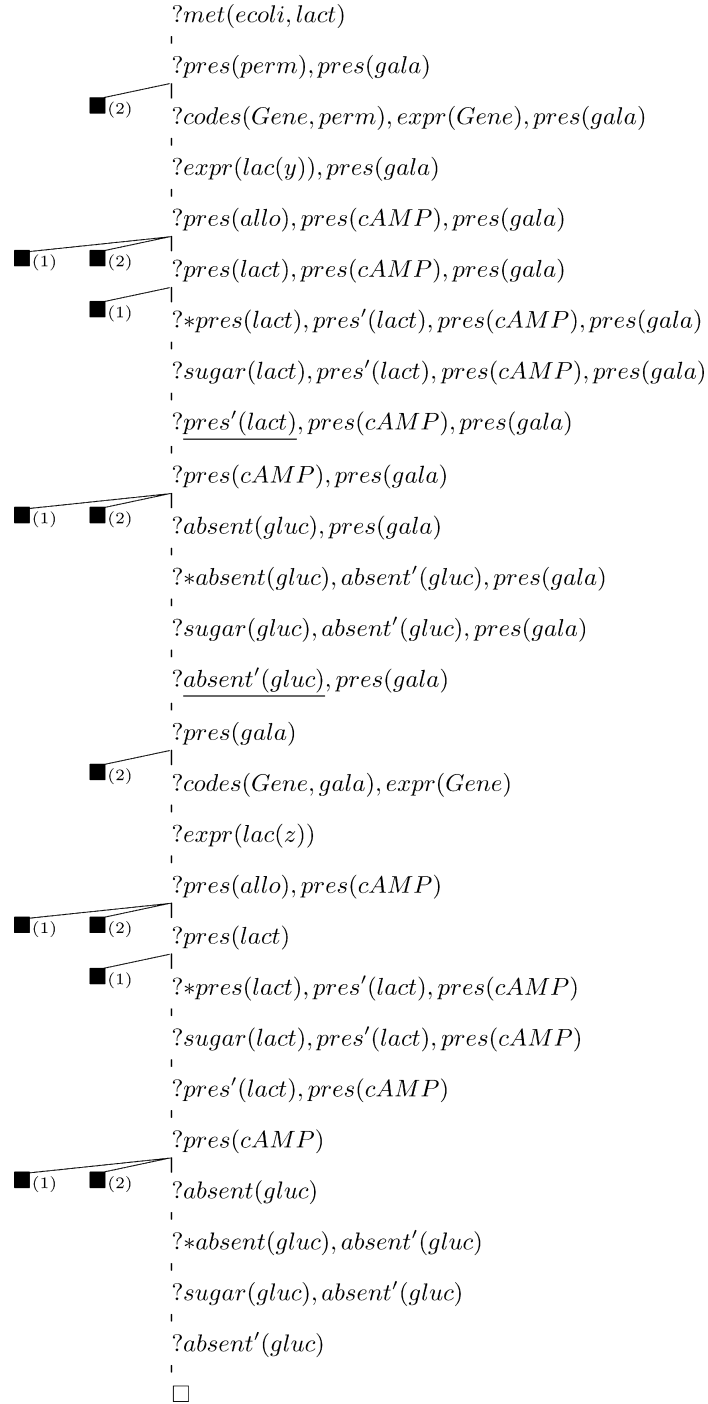 ?met(ecoli, lact)
?pres(perm), pres(gala)
■(2)
?codes(Gene, perm), expr(Gene), pres(gala)
?expr(lac(y)), pres(gala)
?pres(allo), pres(cAMP), pres(gala)
■(1) ■(2)
?pres(lact), pres(cAMP), pres(gala)
■(1)
?∗pres(lact), pres′(lact), pres(cAMP), pres(gala)
?sugar(lact), pres′(lact), pres(cAMP), pres(gala)
?pres′(lact), pres(cAMP), pres(gala)
?pres(cAMP), pres(gala)
■(1) ■(2)
?absent(gluc), pres(gala)
?∗absent(gluc), absent′(gluc), pres(gala)
?sugar(gluc), absent′(gluc), pres(gala)
?absent′(gluc), pres(gala)
?pres(gala)
■(2)
?codes(Gene, gala), expr(Gene)
?expr(lac(z))
?pres(allo), pres(cAMP)
■(1) ■(2)
?pres(lact)
■(1)
?∗pres(lact), pres′(lact), pres(cAMP)
?sugar(lact), pres′(lact), pres(cAMP)
?pres′(lact), pres(cAMP)
?pres(cAMP)
■(1) ■(2)
?absent(gluc)
?∗absent(gluc), absent′(gluc)
?sugar(gluc), absent′(gluc)
?absent′(gluc)
□